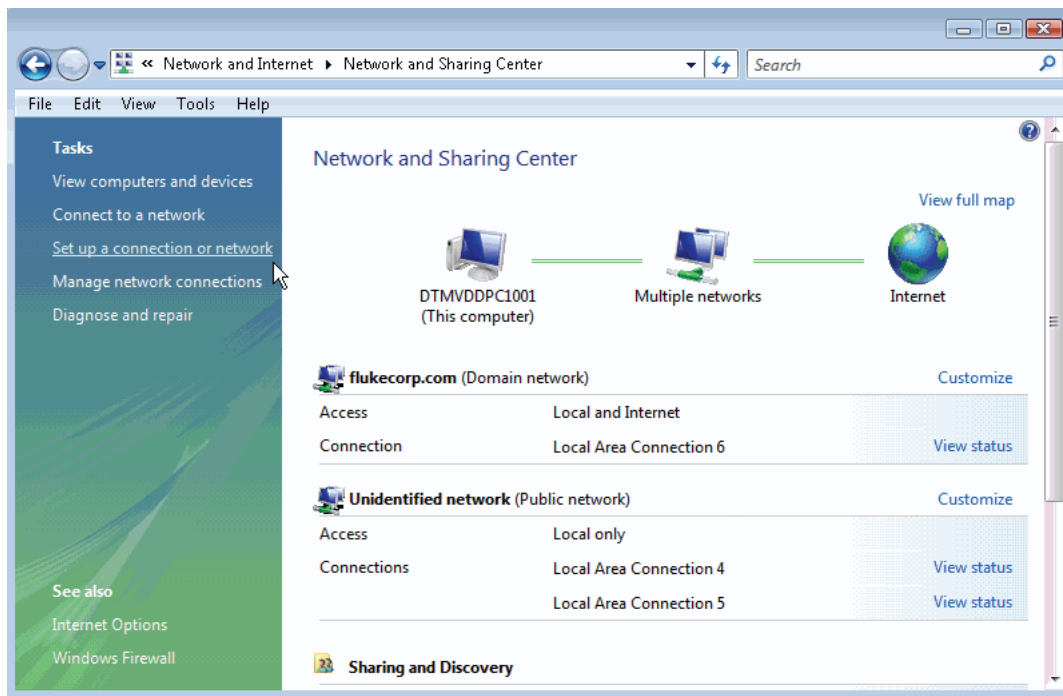 « Network and Internet ▸ Network and Sharing Center
Search
File Edit View Tools Help
Tasks
View computers and devices
Connect to a network
Set up a connection or network
Manage network connections
Diagnose and repair
See also
Internet Options
Windows Firewall
Network and Sharing Center
View full map
DTMVDDPC1001
(This computer)
Multiple networks
Internet
flukecorp.com (Domain network) Customize
Access Local and Internet
Connection Local Area Connection 6 View status
Unidentified network (Public network) Customize
Access Local only
Connections Local Area Connection 4 View status
Local Area Connection 5 View status
Sharing and Discovery